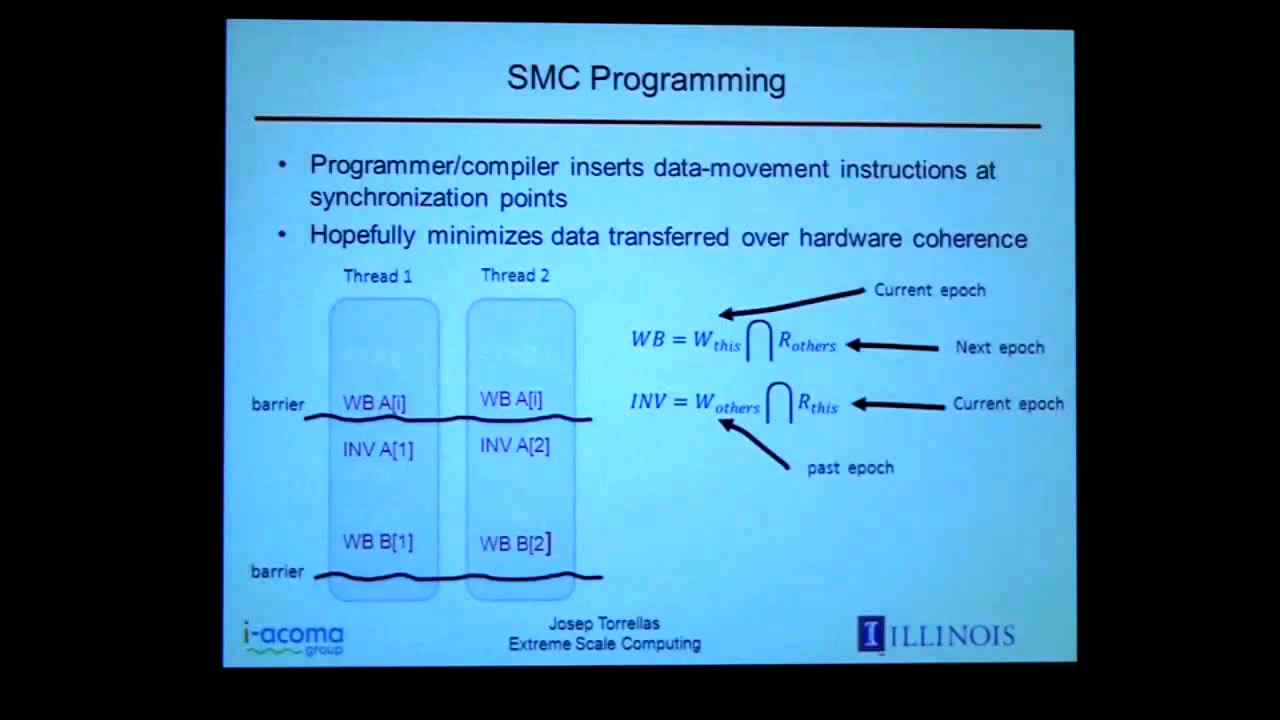 SMC Programming
• Programmer/compiler inserts data-movement instructions at
synchronization points
• Hopefully minimizes data transferred over hardware coherence
Thread 1
Thread 2
barrier
WB A[i]
WB A[i]
INV A[1]
INV A[2]
WB B[1]
WB B[2]
barrier
Current epoch
WB = W_this ⋂ R_others
Next epoch
INV = W_others ⋂ R_this
Current epoch
past epoch
i-acoma
group
Josep Torrellas
Extreme Scale Computing
I ILLINOIS